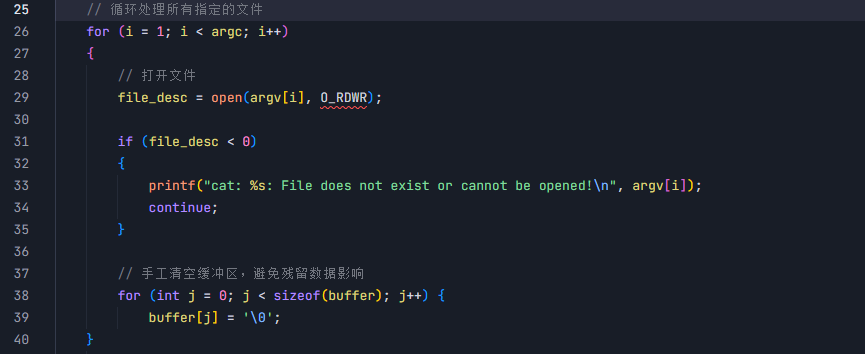 25 // 循环处理所有指定的文件
26 for (i = 1; i < argc; i++)
27 {
28 // 打开文件
29 file_desc = open(argv[i], O_RDWR);
30
31 if (file_desc < 0)
32 {
33 printf("cat: %s: File does not exist or cannot be opened!\n", argv[i]);
34 continue;
35 }
36
37 // 手工清空缓冲区，避免残留数据影响
38 for (int j = 0; j < sizeof(buffer); j++) {
39 buffer[j] = '\0';
40 }